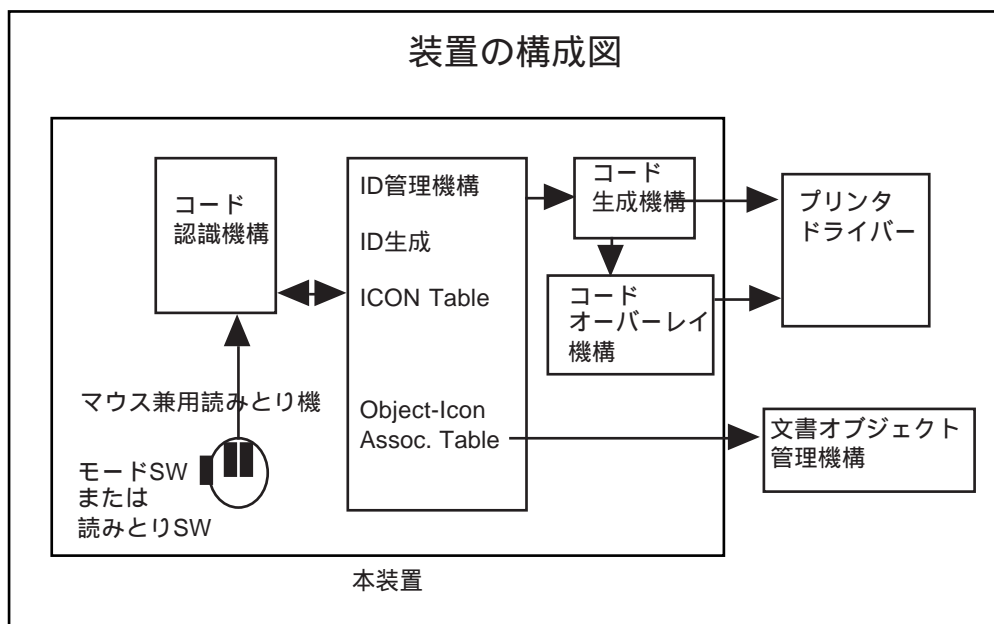 装置の構成図
コード
認識機構
ID管理機構
ID生成
ICON Table
Object-Icon
Assoc. Table
コード
生成機構
コード
オーバーレイ
機構
プリンタ
ドライバー
文書オブジェクト
管理機構
マウス兼用読みとり機
モードSW
または
読みとりSW
本装置